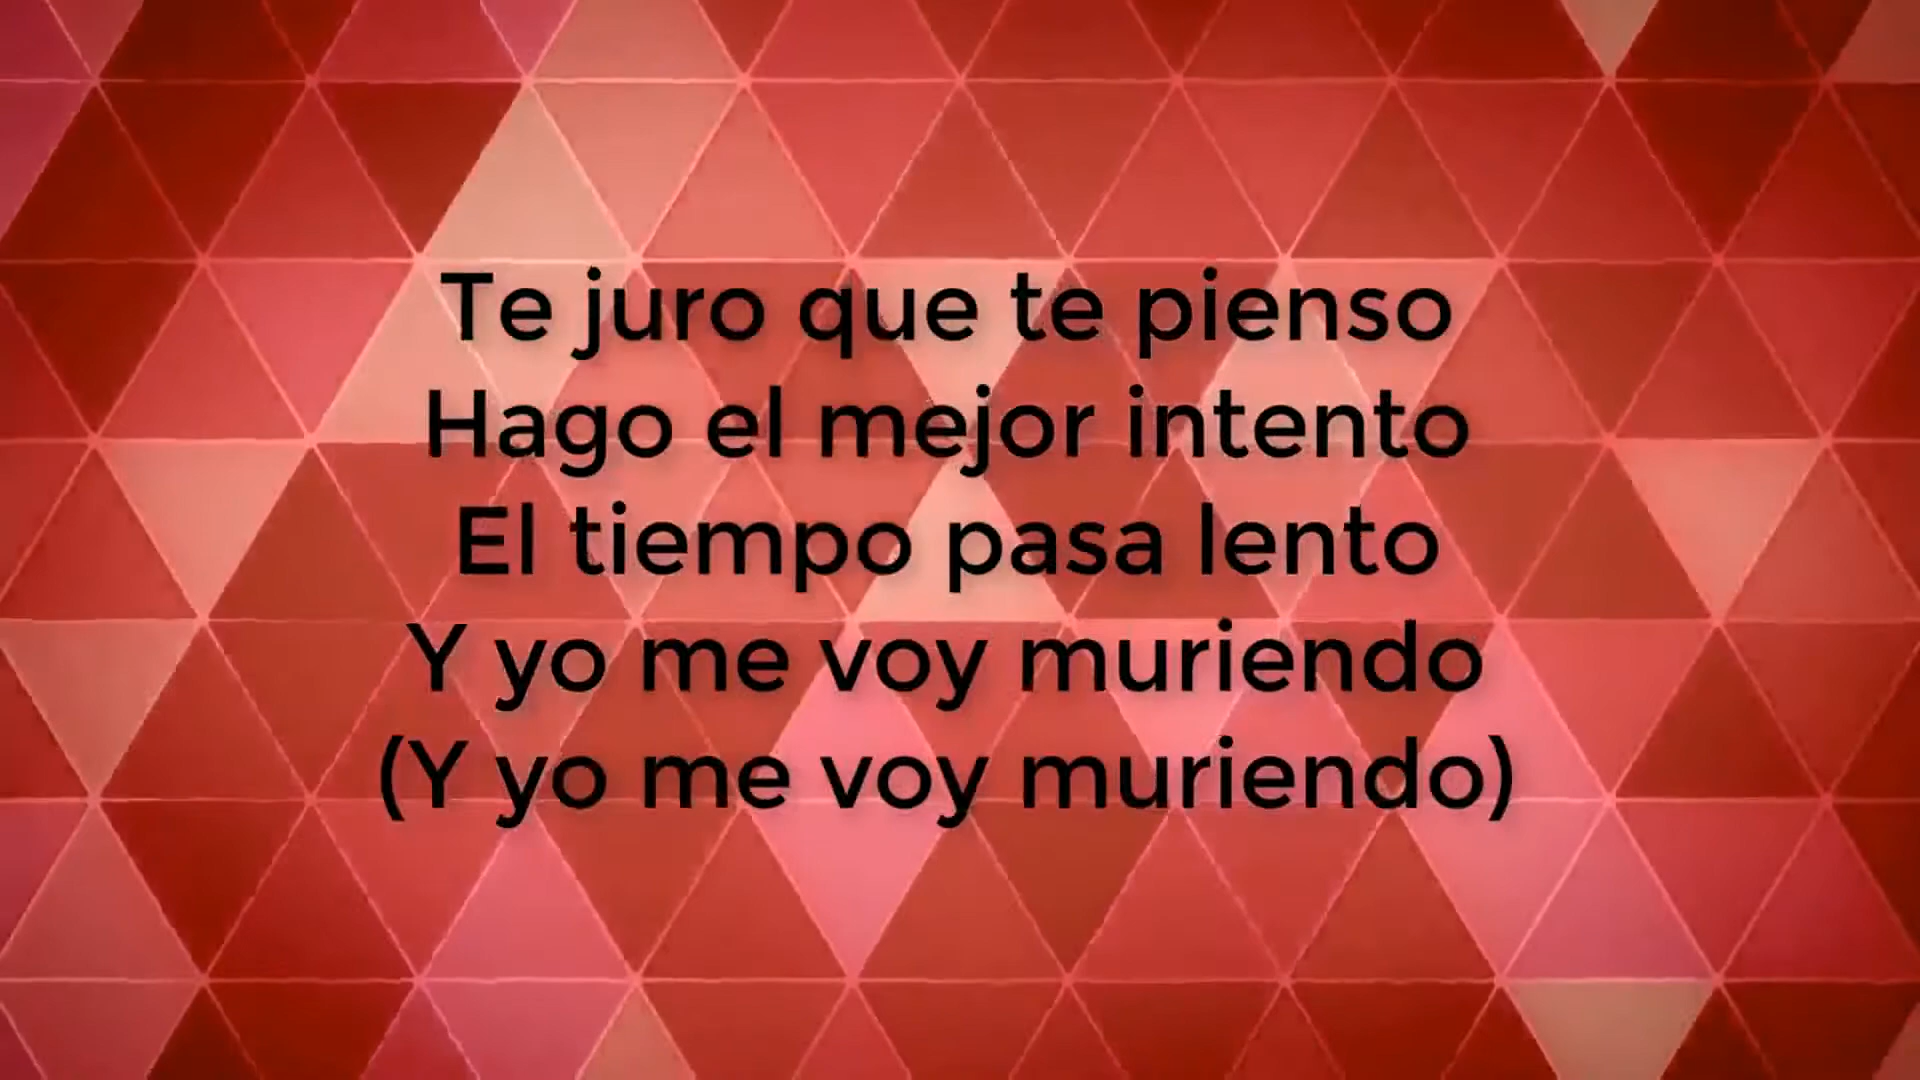 Te juro que te pienso
Hago el mejor intento
El tiempo pasa lento
Y yo me voy muriendo
(Y yo me voy muriendo)